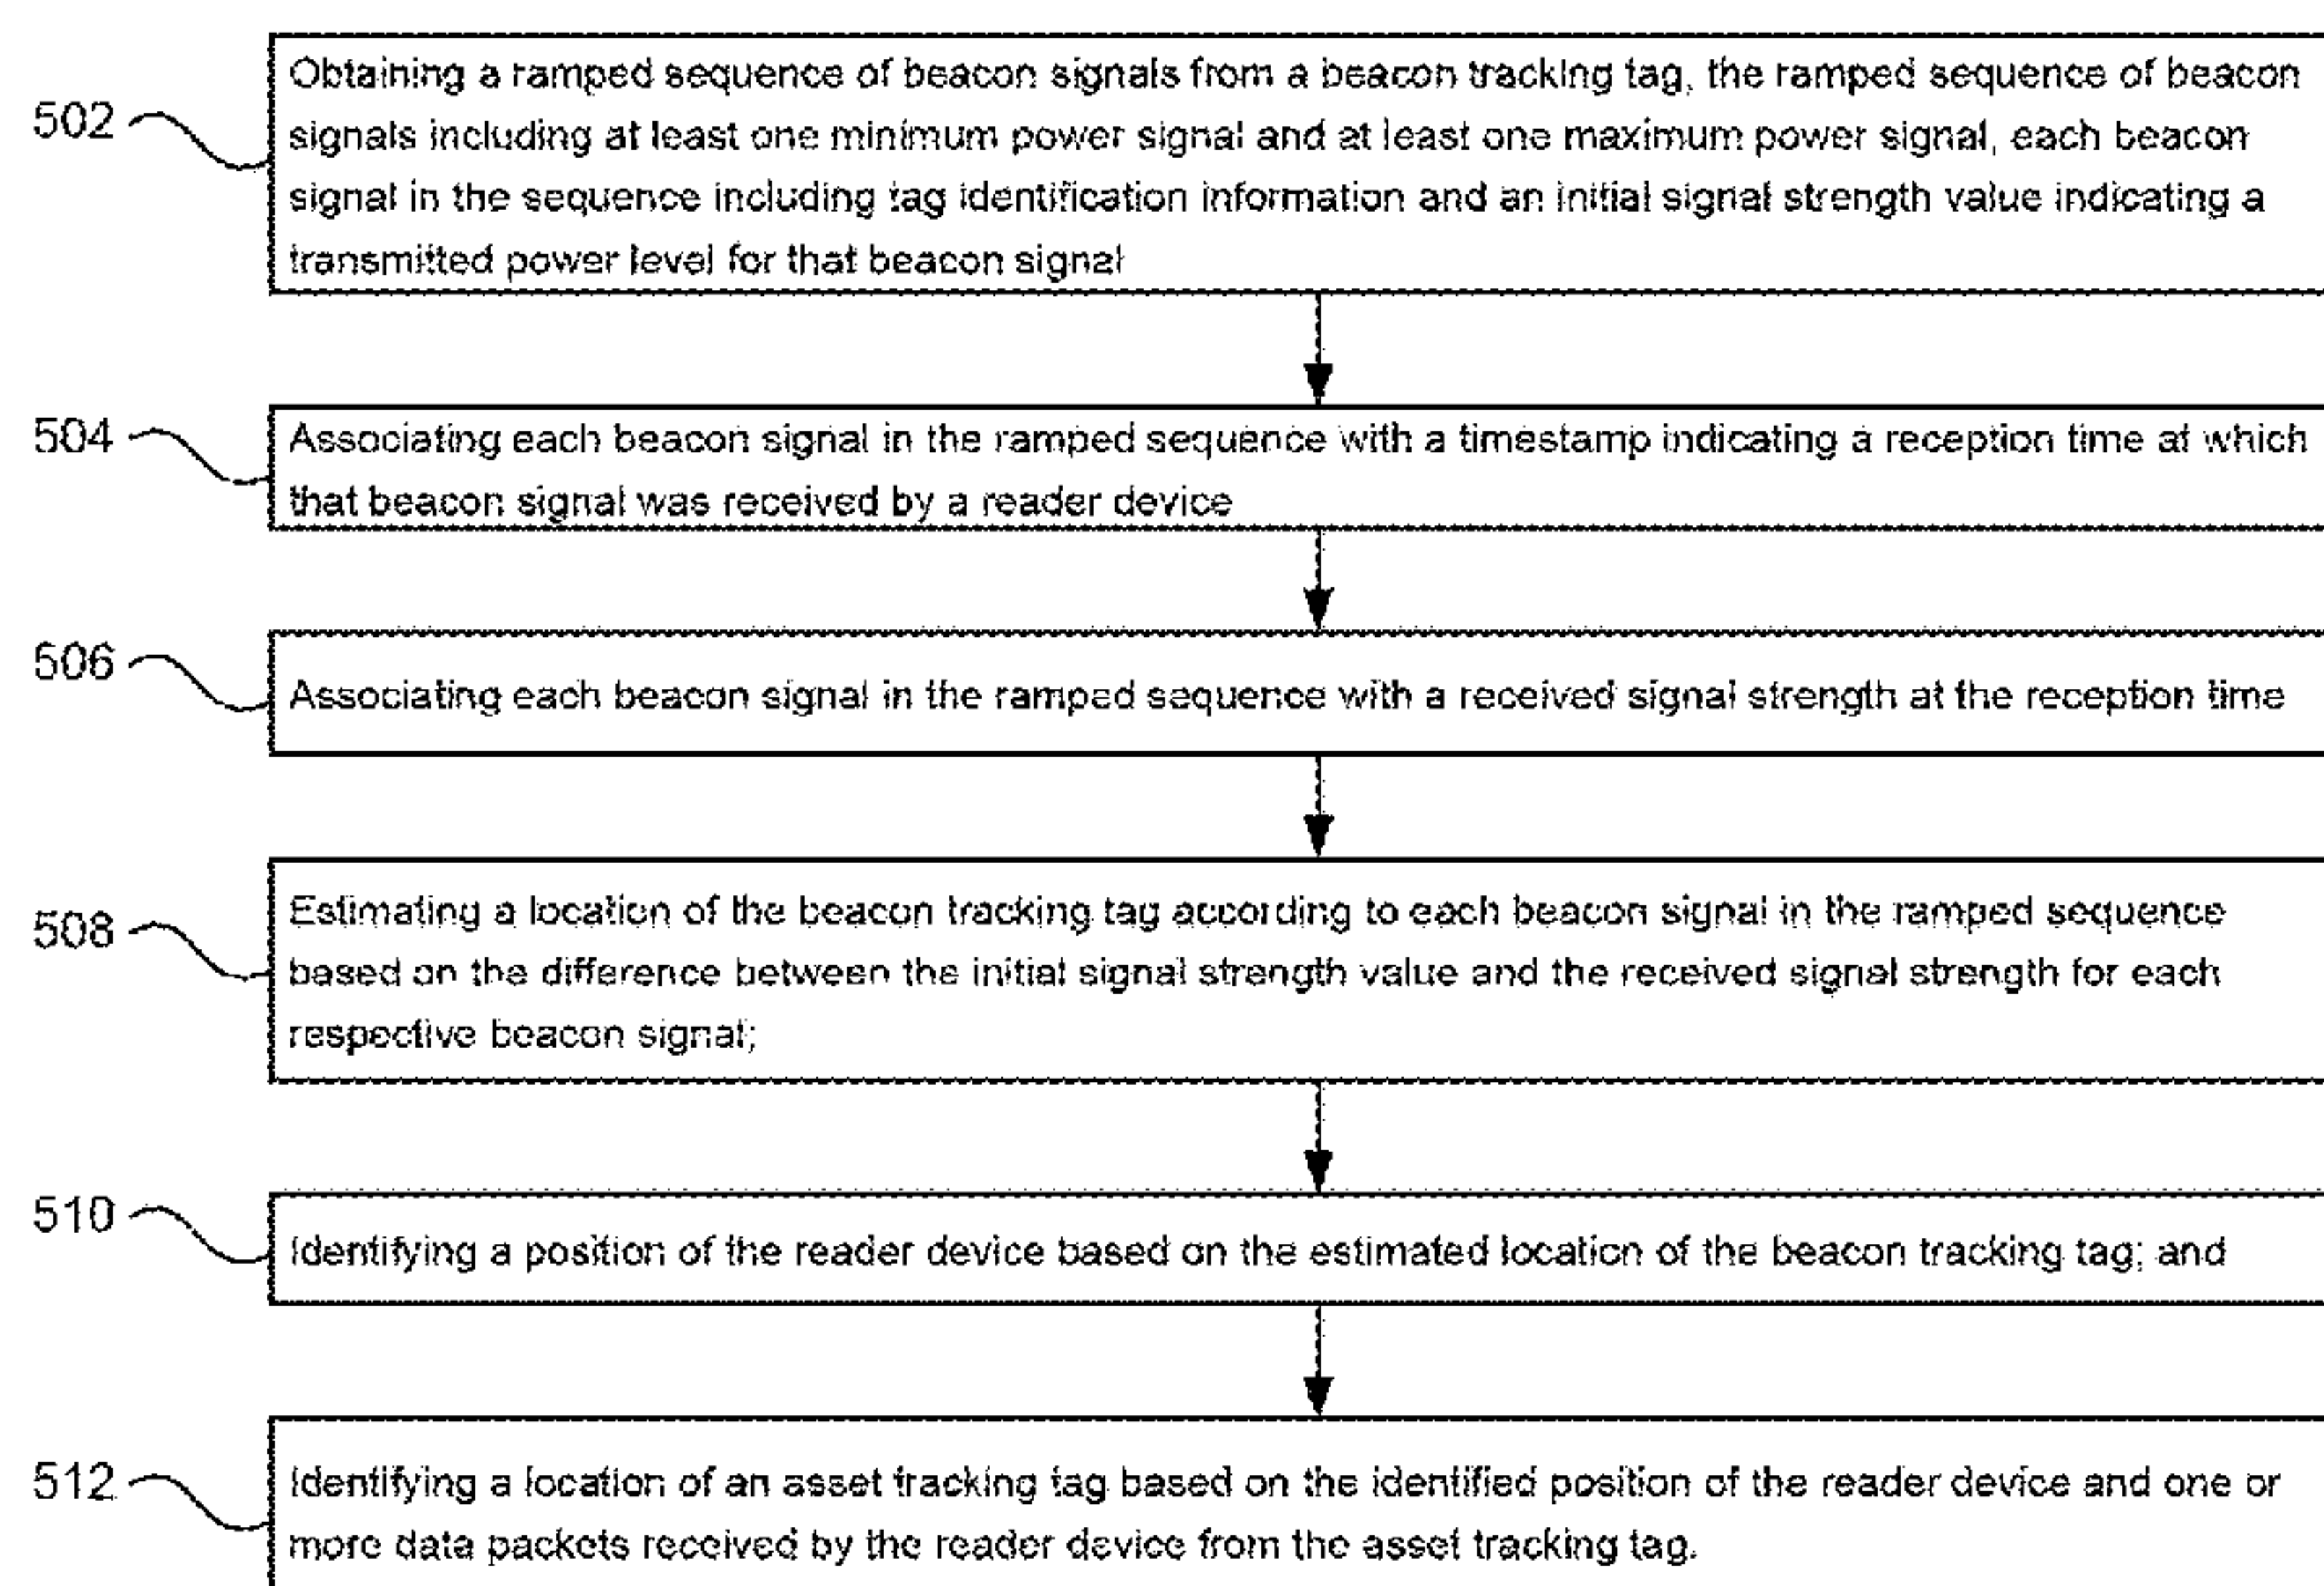 502
Obtaining a ramped sequence of beacon signals from a beacon tracking tag, the ramped sequence of beacon
signals including at least one minimum power signal and at least one maximum power signal, each beacon
signal in the sequence including tag identification information and an initial signal strength value indicating a
transmitted power level for that beacon signal
504
Associating each beacon signal in the ramped sequence with a timestamp indicating a reception time at which
that beacon signal was received by a reader device
506
Associating each beacon signal in the ramped sequence with a received signal strength at the reception time
508
Estimating a location of the beacon tracking tag according to each beacon signal in the ramped sequence
based on the difference between the initial signal strength value and the received signal strength for each
respective beacon signal;
510
Identifying a position of the reader device based on the estimated location of the beacon tracking tag; and
512
Identifying a location of an asset tracking tag based on the identified position of the reader device and one or
more data packets received by the reader device from the asset tracking tag.